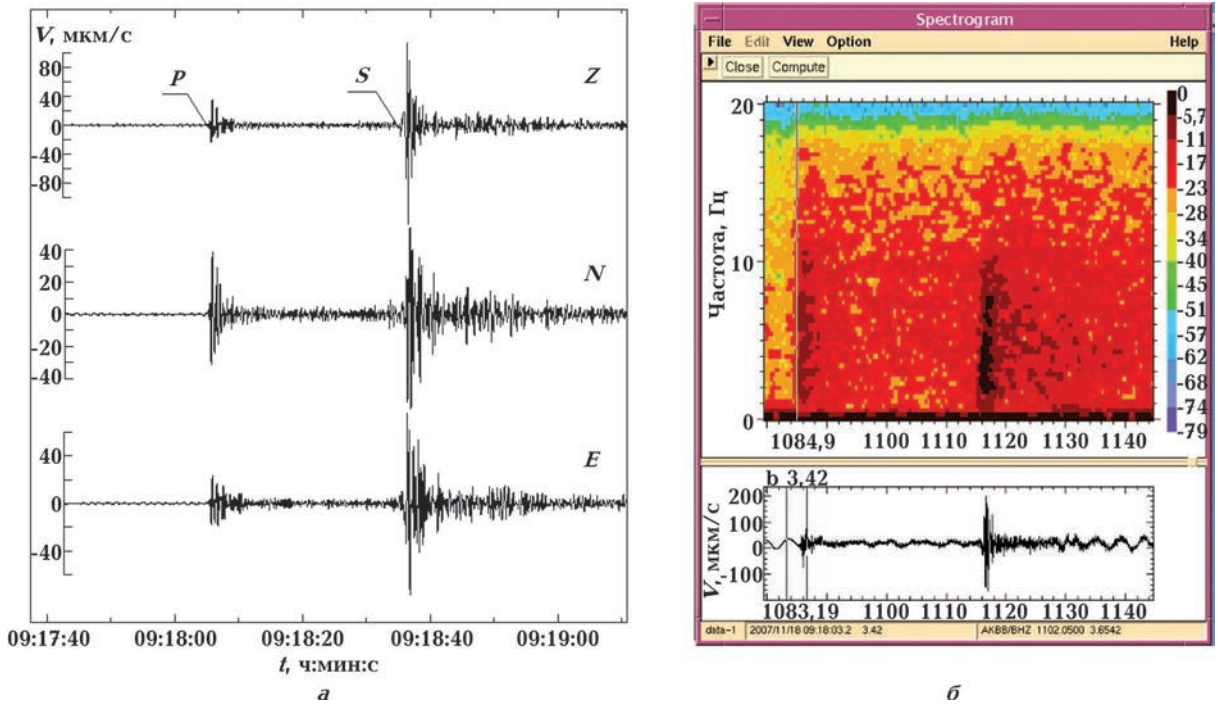 V, мкм/с
80
40
0
-40
-80
P
S
Z
40
20
0
-20
-40
N
40
0
-40
E
09:17:40 09:18:00 09:18:20 09:18:40 09:19:00
t, ч:мин:с
а
Spectrogram
File Edit View Option Help
Close Compute
Частота, Гц
20
10
0
1084,9 1100 1110 1120 1130 1140
0
-5,7
-11
-17
-23
-28
-34
-40
-45
-51
-57
-62
-68
-74
-79
b 3,42
V, мкм/с
200
100
0
-100
1083,19 1100 1110 1120 1130 1140
data-1 2007/11/18 09:18:03.2 3.42 AKBB/BHZ 1102.0500 3.6542
б